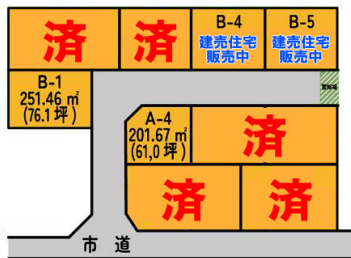 済
済
B-4
建売住宅
販売中
B-5
建売住宅
販売中
B-1
251.46 ㎡
(76.1 坪)
A-4
201.67 ㎡
(61,0 坪)
済
済
済
市 道